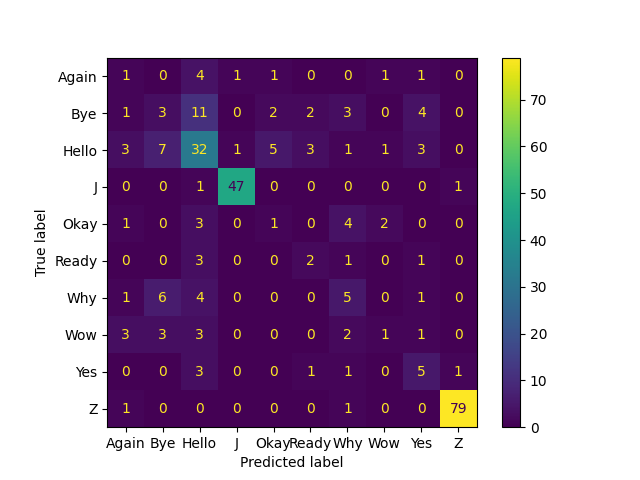 Again 1 0 4 1 1 0 0 1 1 0
Bye 1 3 11 0 2 2 3 0 4 0
Hello 3 7 32 1 5 3 1 1 3 0
J 0 0 1 47 0 0 0 0 0 1
Okay 1 0 3 0 1 0 4 2 0 0
Ready 0 0 3 0 0 2 1 0 1 0
Why 1 6 4 0 0 0 5 0 1 0
Wow 3 3 3 0 0 0 2 1 1 0
Yes 0 0 3 0 0 1 1 0 5 1
Z 1 0 0 0 0 0 1 0 0 79
Again Bye Hello J Okay Ready Why Wow Yes Z
Predicted label
True label
70
60
50
40
30
20
10
0